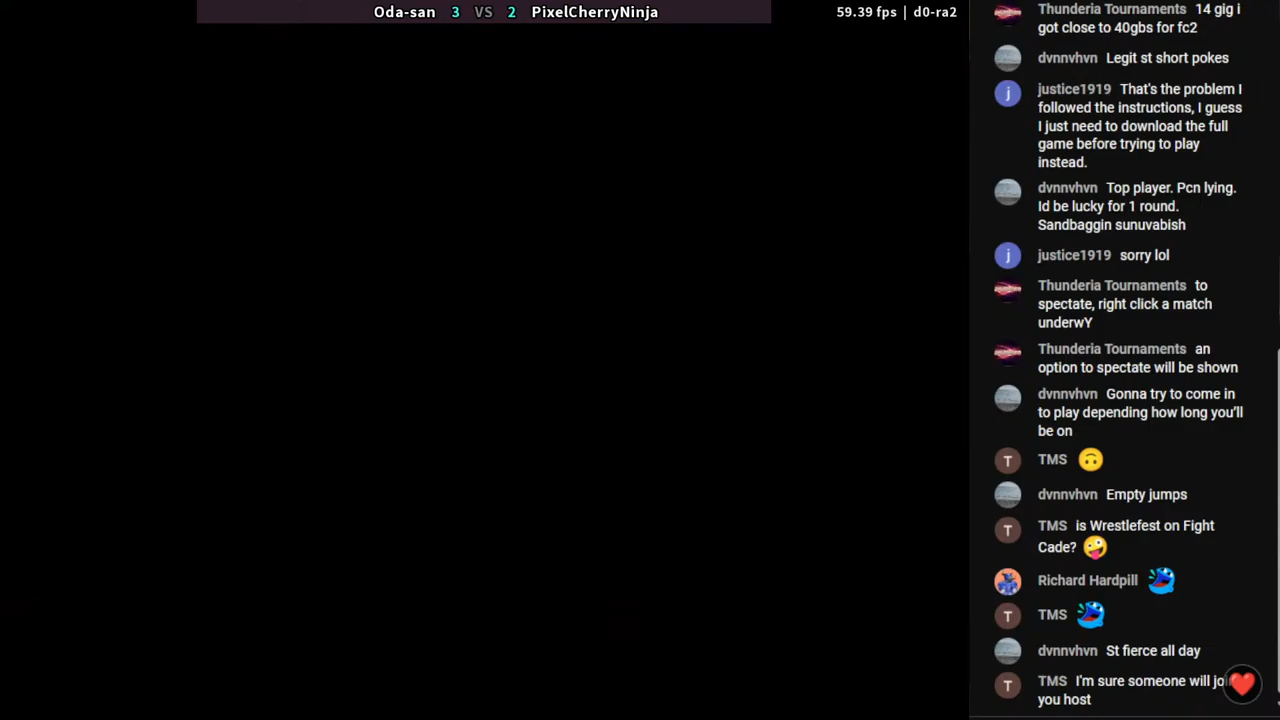 Oda-san 3 VS 2 PixelCherryNinja
59.39 fps | d0-ra2
Thunderia Tournaments 14 gig i
got close to 40gbs for fc2
dvnnvhvn Legit st short pokes
j
justice1919 That's the problem I
followed the instructions, I guess
I just need to download the full
game before trying to play
instead.
dvnnvhvn Top player. Pcn lying.
Id be lucky for 1 round.
Sandbaggin sunuvabish
j
justice1919 sorry lol
Thunderia Tournaments to
spectate, right click a match
underwY
Thunderia Tournaments an
option to spectate will be shown
dvnnvhvn Gonna try to come in
to play depending how long you'll
be on
T
TMS
dvnnvhvn Empty jumps
T
TMS is Wrestlefest on Fight
Cade?
Richard Hardpill
T
TMS
dvnnvhvn St fierce all day
T
TMS I'm sure someone will
you host